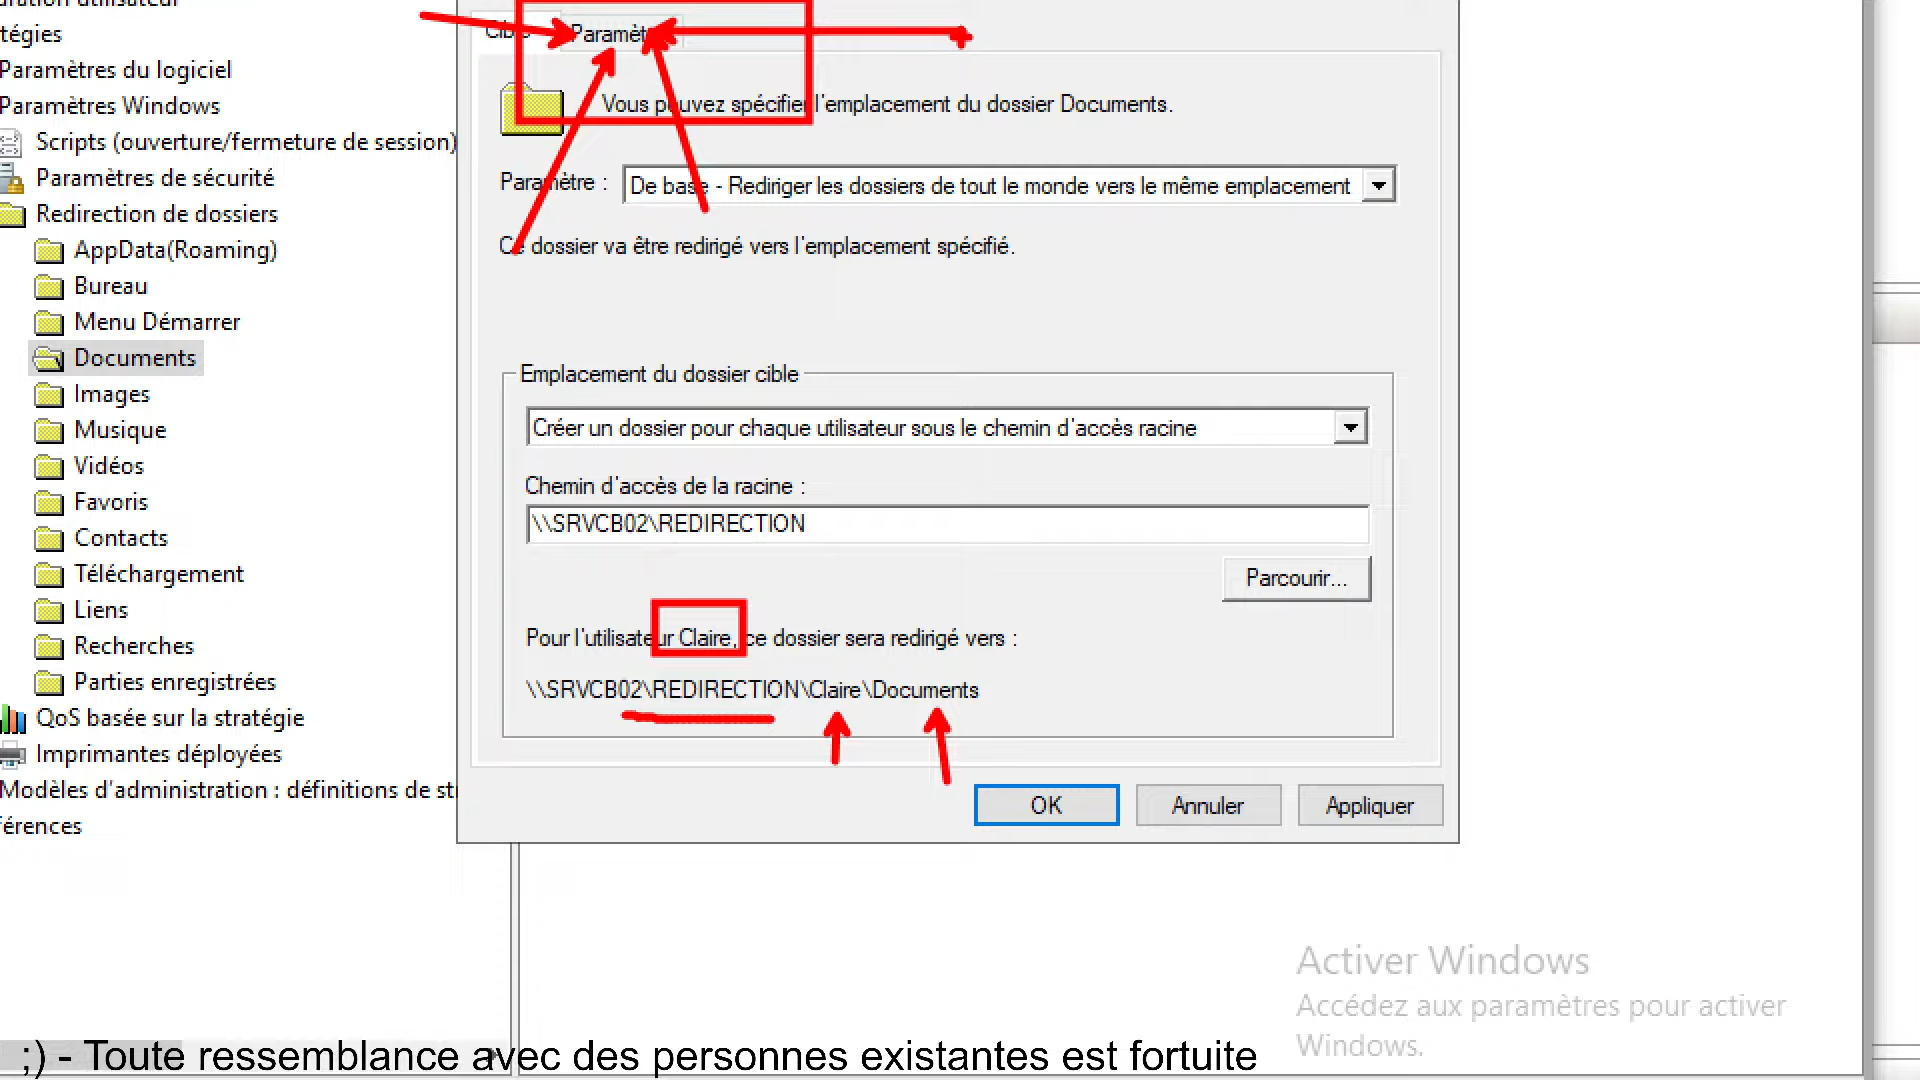 tégies
Paramètres du logiciel
Paramètres Windows
Scripts (ouverture/fermeture de session)
Paramètres de sécurité
Redirection de dossiers
AppData(Roaming)
Bureau
Menu Démarrer
Documents
Images
Musique
Vidéos
Favoris
Contacts
Téléchargement
Liens
Recherches
Parties enregistrées
QoS basée sur la stratégie
Imprimantes déployées
Modèles d'administration : définitions de str
férences
Cible
Paramèt
Vous pouvez spécifier l'emplacement du dossier Documents.
Paramètre :
De base - Rediriger les dossiers de tout le monde vers le même emplacement
Ce dossier va être redirigé vers l'emplacement spécifié.
Emplacement du dossier cible
Créer un dossier pour chaque utilisateur sous le chemin d'accès racine
Chemin d'accès de la racine :
\\SRVCB02\REDIRECTION
Parcourir...
Pour l'utilisateur Claire, ce dossier sera redirigé vers :
\\SRVCB02\REDIRECTION\Claire\Documents
OK
Annuler
Appliquer
Activer Windows
Accédez aux paramètres pour activer
Windows.
;) - Toute ressemblance avec des personnes existantes est fortuite